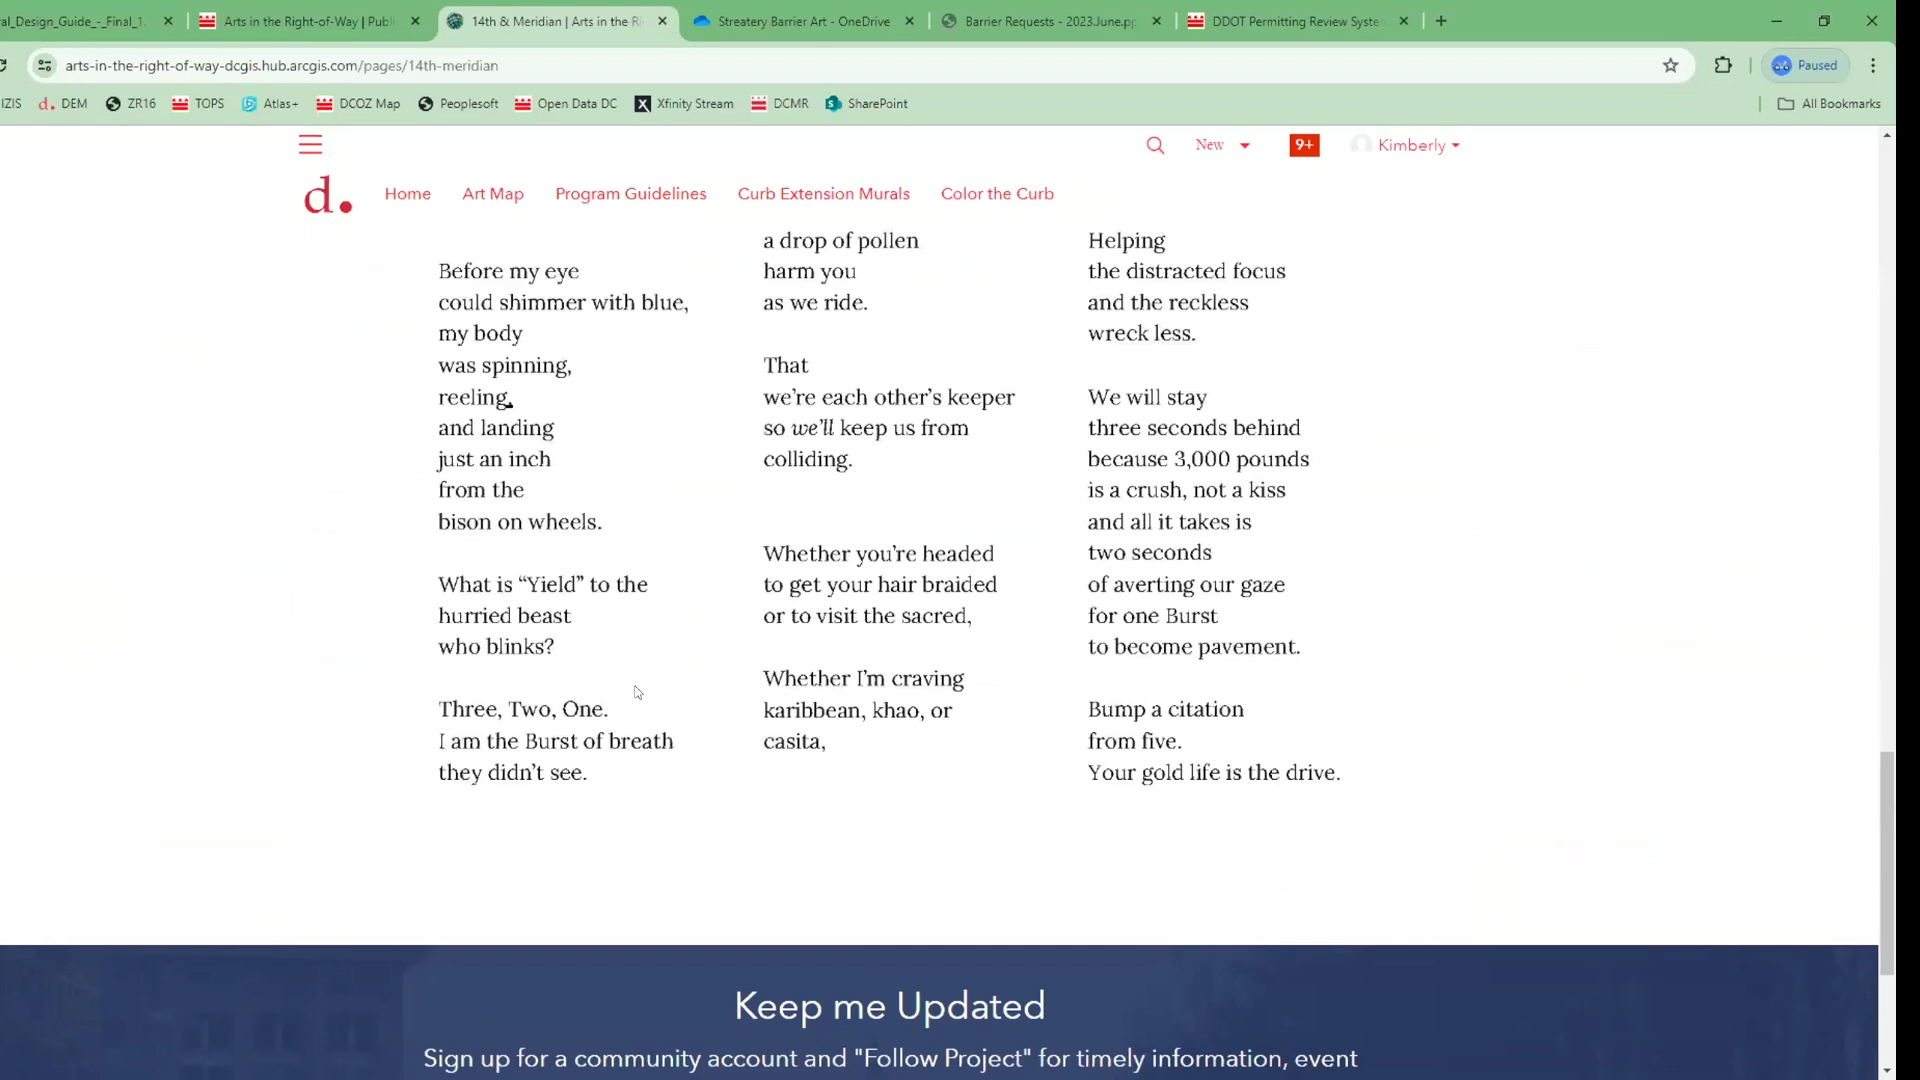 al_Design_Guide_-_Final_1.
Arts in the Right-of-Way | Publ
14th & Meridian | Arts in the Ri
Streatery Barrier Art - OneDrive
Barrier Requests - 2023June.pp
DDOT Permitting Review Syste
arts-in-the-right-of-way-dcgis.hub.arcgis.com/pages/14th-meridian
Paused
IZIS
d. DEM
ZR16
TOPS
Atlas+
DCOZ Map
Peoplesoft
Open Data DC
Xfinity Stream
DCMR
SharePoint
All Bookmarks
New
9+
Kimberly
d.
Home
Art Map
Program Guidelines
Curb Extension Murals
Color the Curb
Before my eye
could shimmer with blue,
my body
was spinning,
reeling,
and landing
just an inch
from the
bison on wheels.
What is “Yield” to the
hurried beast
who blinks?
Three, Two, One.
I am the Burst of breath
they didn’t see.
a drop of pollen
harm you
as we ride.
That
we’re each other’s keeper
so we’ll keep us from
colliding.
Whether you’re headed
to get your hair braided
or to visit the sacred,
Whether I’m craving
karibbean, khao, or
casita,
Helping
the distracted focus
and the reckless
wreck less.
We will stay
three seconds behind
because 3,000 pounds
is a crush, not a kiss
and all it takes is
two seconds
of averting our gaze
for one Burst
to become pavement.
Bump a citation
from five.
Your gold life is the drive.
Keep me Updated
Sign up for a community account and "Follow Project" for timely information, event